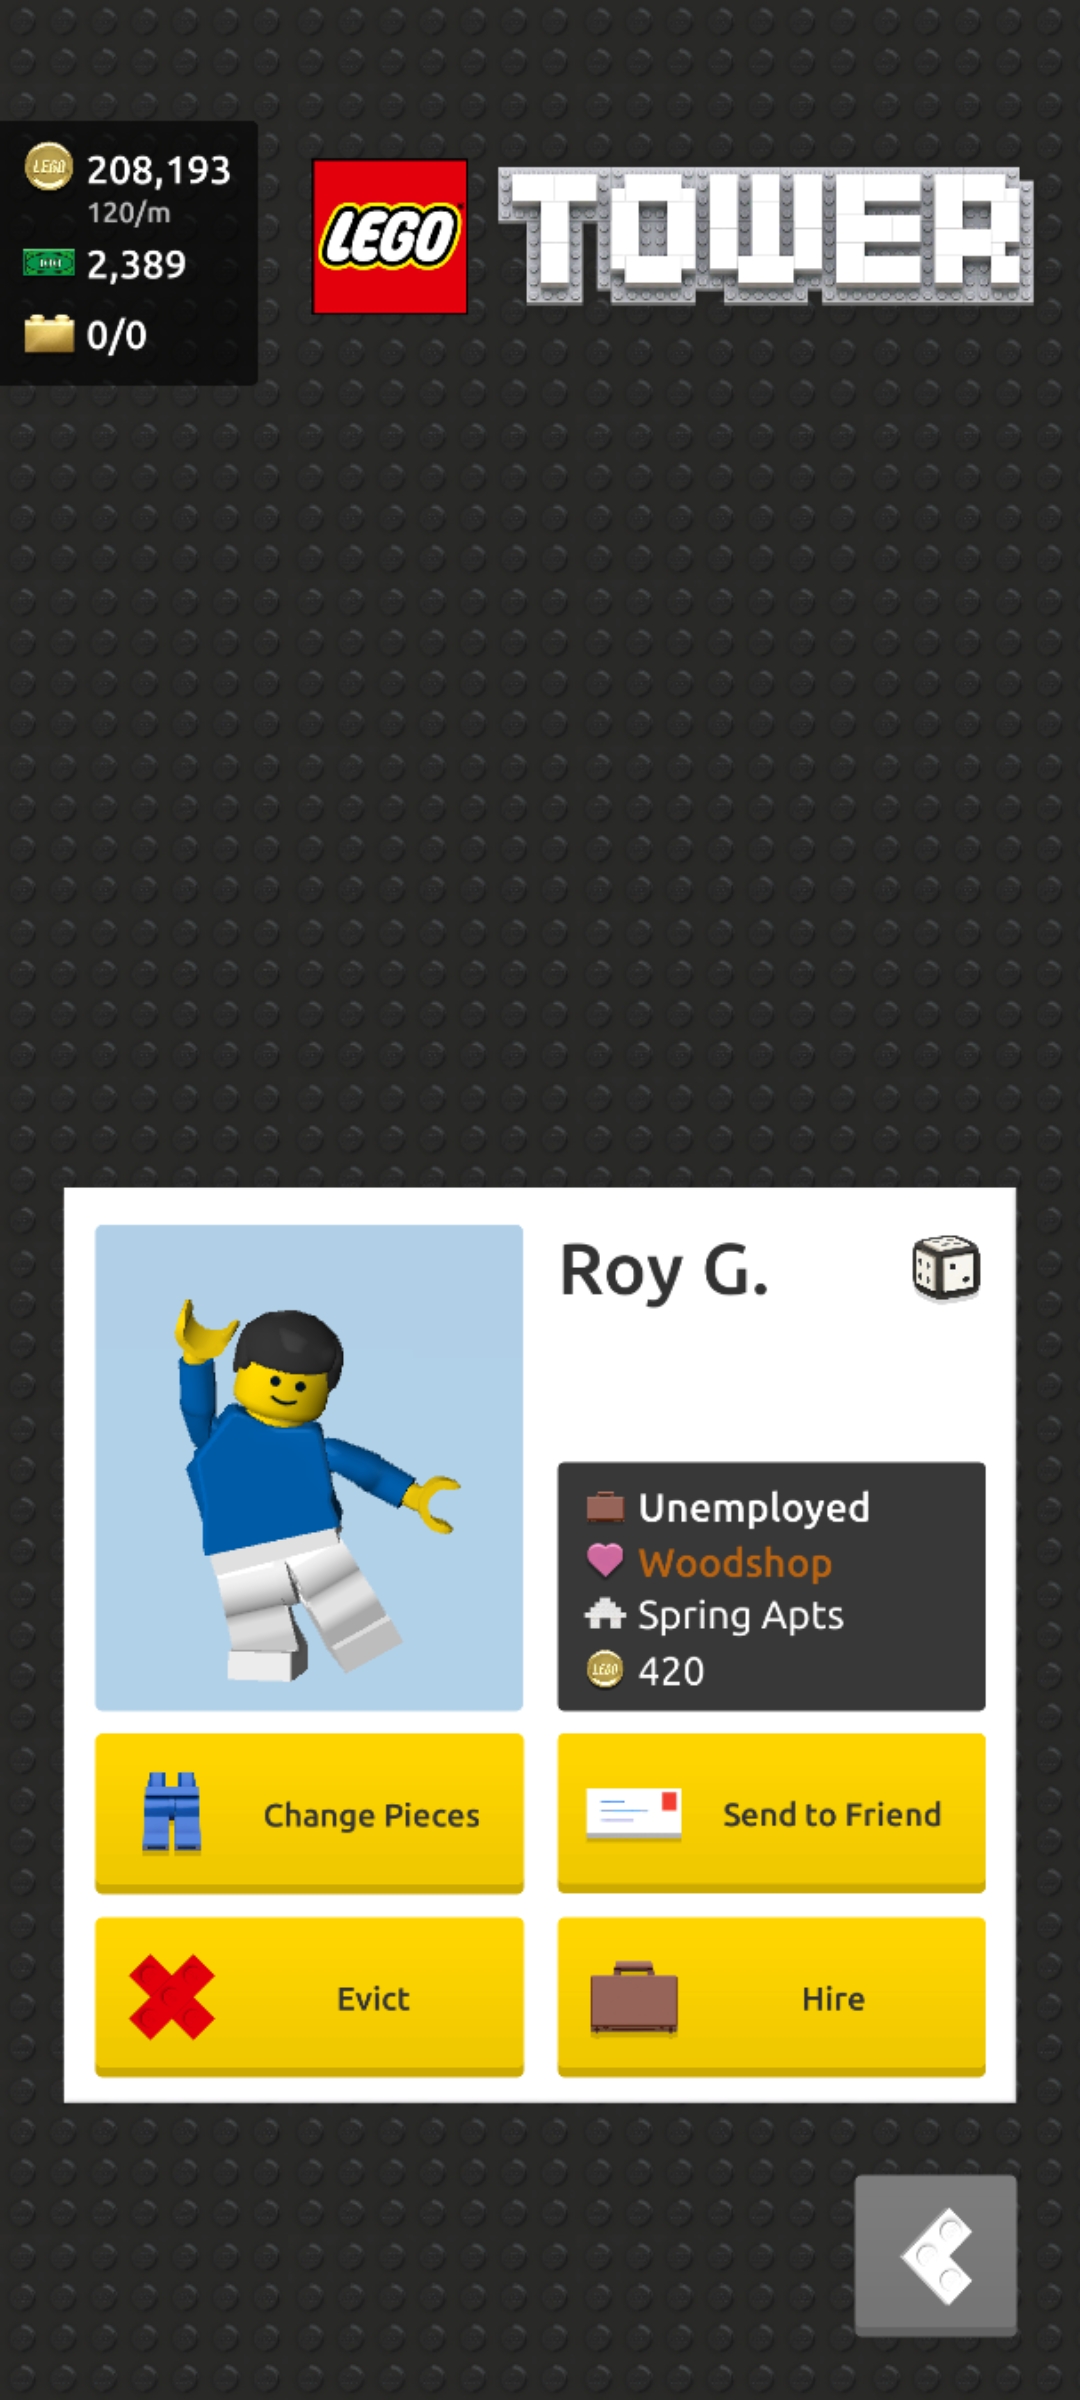 208,193
120/m
2,389
0/0
LEGO
TOWER
Roy G.
Unemployed
Woodshop
Spring Apts
420
Change Pieces
Send to Friend
Evict
Hire